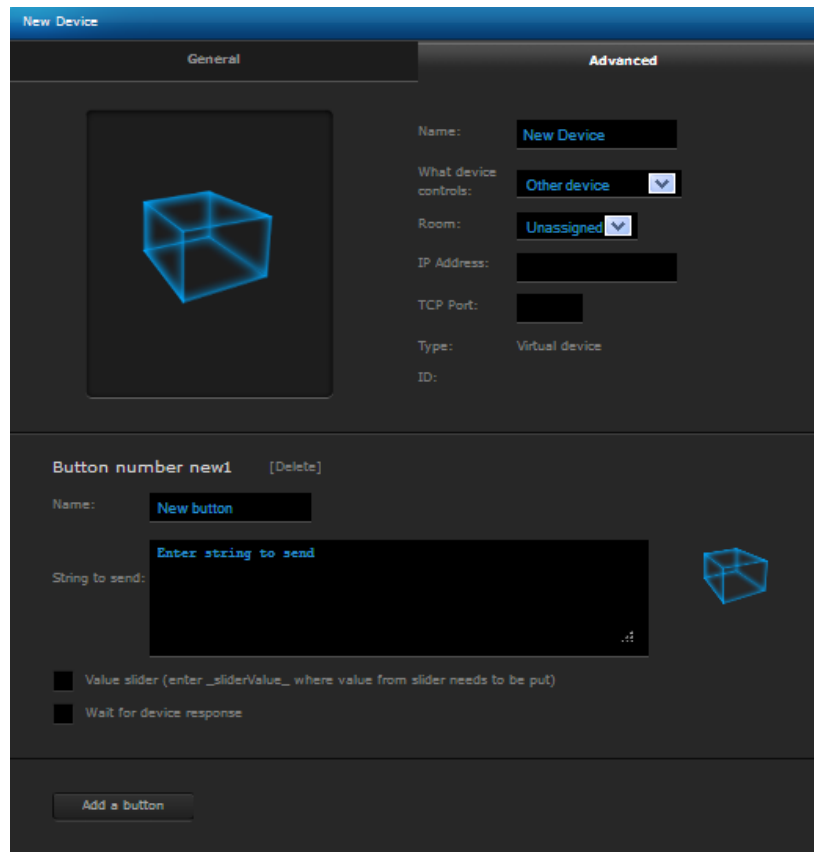 New Device
General
Advanced
Name:
New Device
What device
controls:
Other device
Room:
Unassigned
IP Address:
TCP Port:
Type:
Virtual device
ID:
Button number new1
[Delete]
Name:
New button
String to send:
Enter string to send
Value slider (enter _sliderValue_ where value from slider needs to be put)
Wait for device response
Add a button